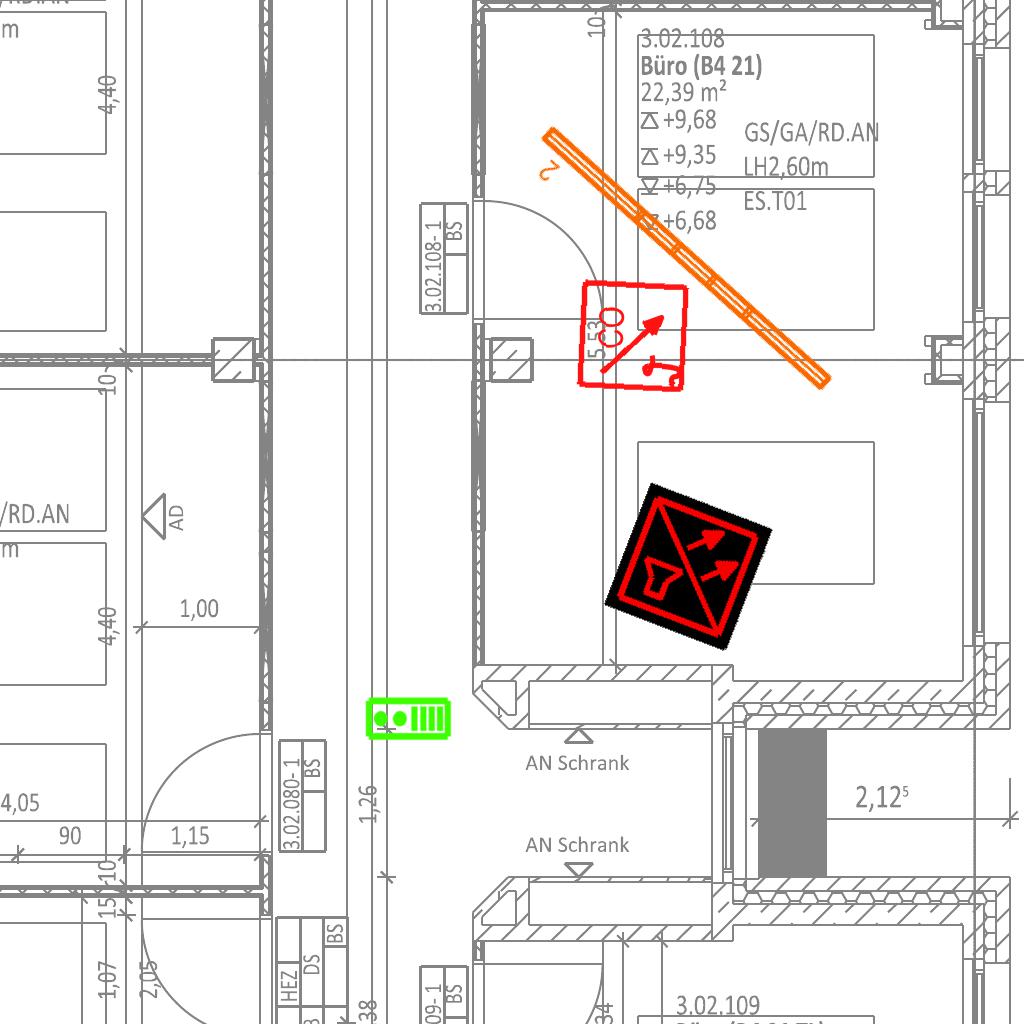 /RD.AN
m
4,40
10
3.02.108
Büro (B4 21)
22,39 m²
+9,68
+9,35
+6,75
+6,68
GS/GA/RD.AN
LH2,60m
ES.T01
3.02.108- 1
BS
5,53
10
/RD.AN
m
AD
1,00
4,40
AN Schrank
2,12⁵
AN Schrank
3.02.080- 1
BS
1,26
4,05
90
1,15
10
15
1,07
2,05
HEZ
DS
BS
38
09- 1
BS
34
3.02.109